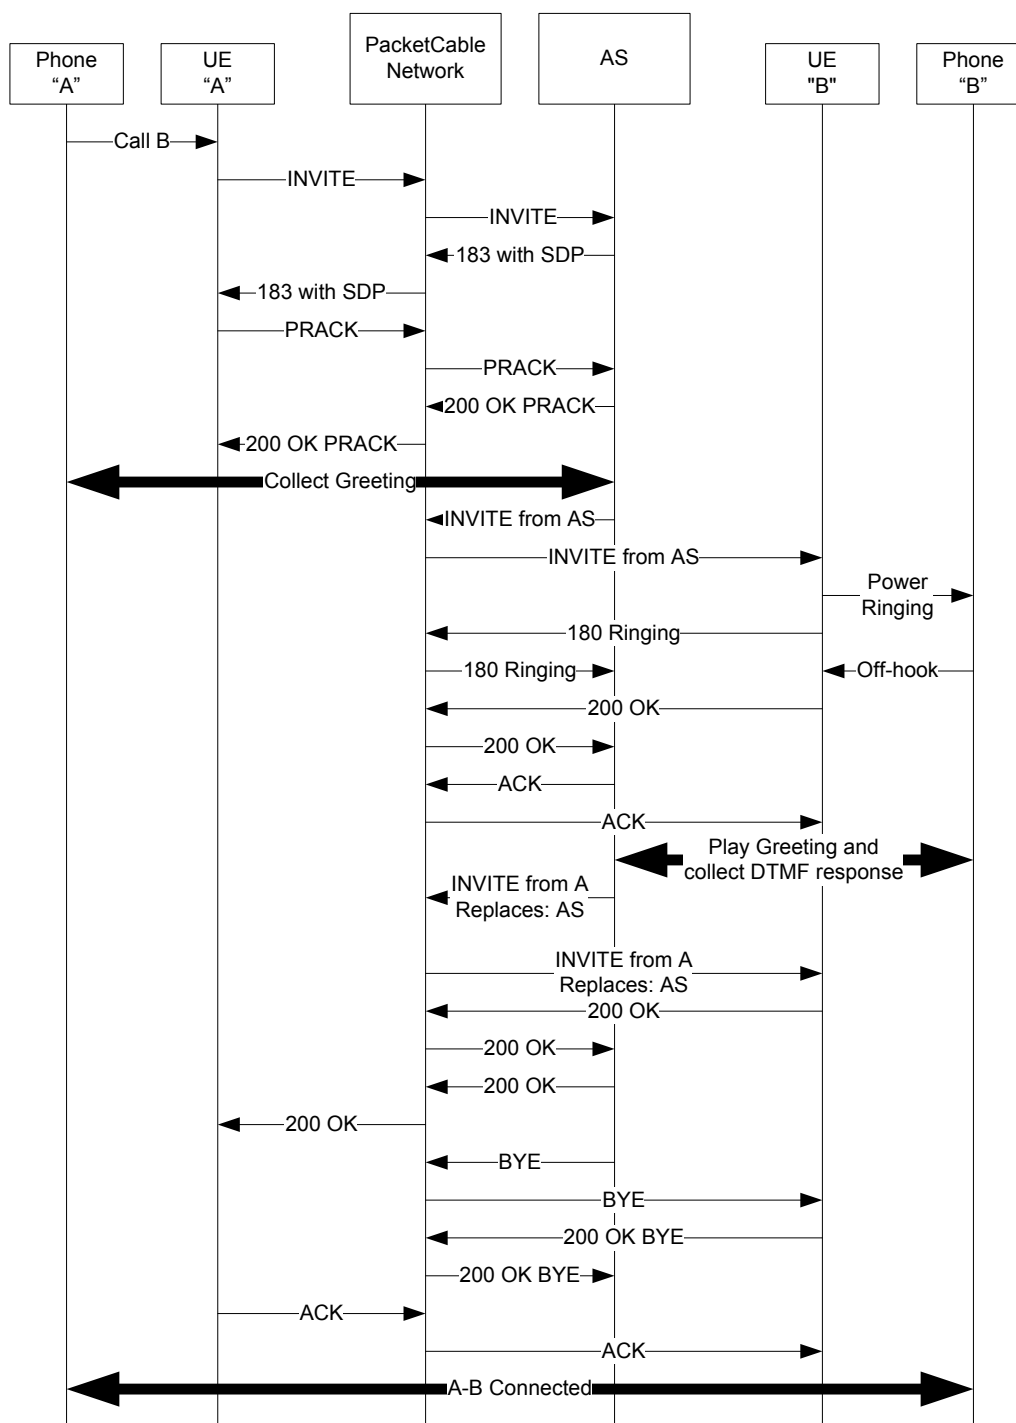 Phone
“A”
UE
“A”
PacketCable
Network
AS
UE
"B"
Phone
“B”
Call B
INVITE
INVITE
183 with SDP
183 with SDP
PRACK
PRACK
200 OK PRACK
200 OK PRACK
Collect Greeting
INVITE from AS
INVITE from AS
Power
Ringing
180 Ringing
180 Ringing
Off-hook
200 OK
200 OK
ACK
ACK
Play Greeting and
collect DTMF response
INVITE from A
Replaces: AS
INVITE from A
Replaces: AS
200 OK
200 OK
200 OK
200 OK
BYE
BYE
200 OK BYE
200 OK BYE
ACK
ACK
A-B Connected